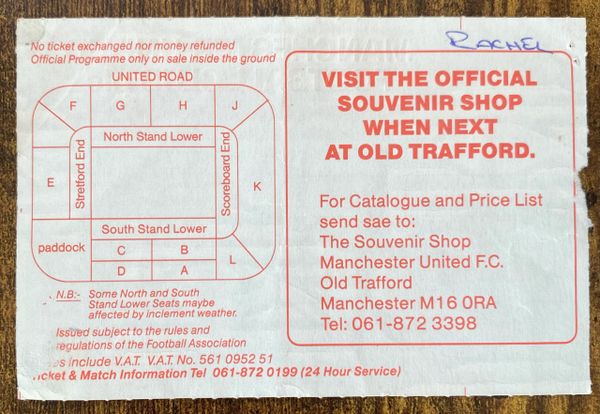 RACHEL
No ticket exchanged nor money refunded
Official Programme only on sale inside the ground
UNITED ROAD
F G H J
North Stand Lower
Stretford End
Scoreboard End
E
K
South Stand Lower
paddock
C B
D A
L
N.B:- Some North and South
Stand Lower Seats maybe
affected by inclement weather.
Issued subject to the rules and
regulations of the Football Association
include V.A.T. V.A.T. No. 561 0952 51
& Match Information Tel 061-872 0199 (24 Hour Service)
VISIT THE OFFICIAL
SOUVENIR SHOP
WHEN NEXT
AT OLD TRAFFORD.
For Catalogue and Price List
send sae to:
The Souvenir Shop
Manchester United F.C.
Old Trafford
Manchester M16 0RA
Tel: 061-872 3398